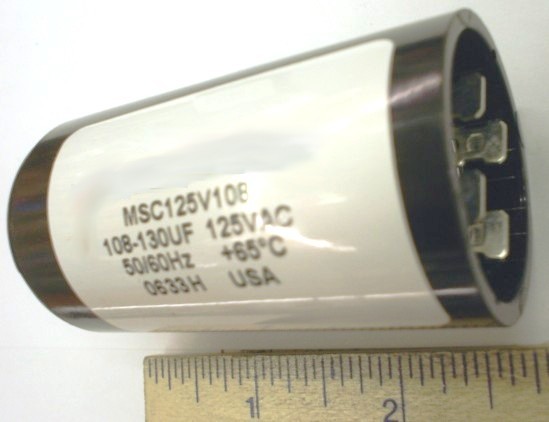 MSC125V108
108-130UF 125VAC
50/60Hz +65°C
0633H USA
1 2